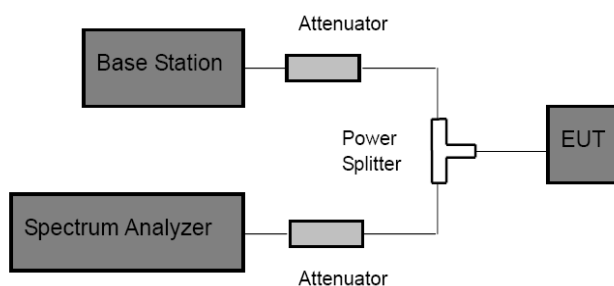 Attenuator
Base Station
Power
Splitter
EUT
Spectrum Analyzer
Attenuator